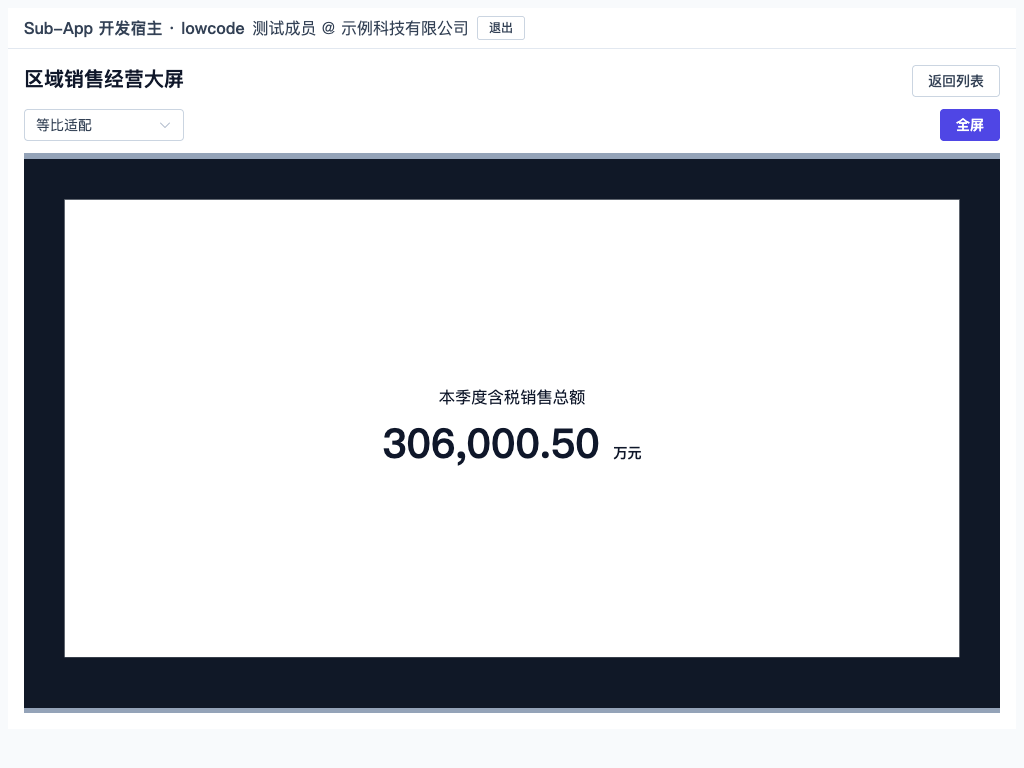 Sub-App 开发宿主 · lowcode 测试成员 @ 示例科技有限公司 退出
区域销售经营大屏 返回列表
等比适配 全屏
本季度含税销售总额
306,000.50 万元